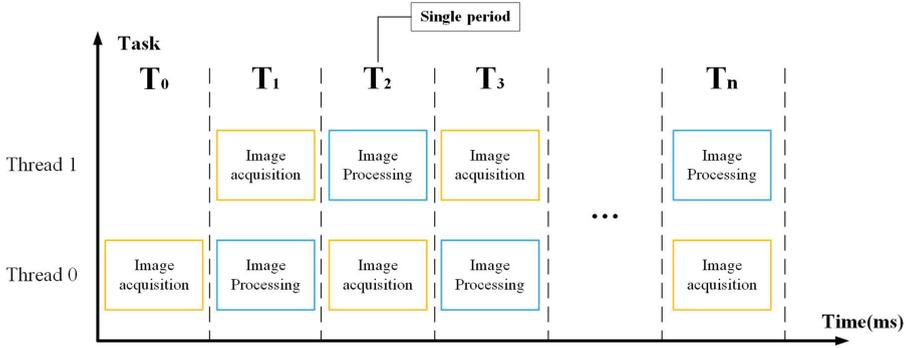 Single period
Task
T0
T1
T2
T3
Tn
Thread 1
Image
acquisition
Image
Processing
Image
acquisition
Image
Processing
...
Thread 0
Image
acquisition
Image
Processing
Image
acquisition
Image
Processing
Image
acquisition
Time(ms)